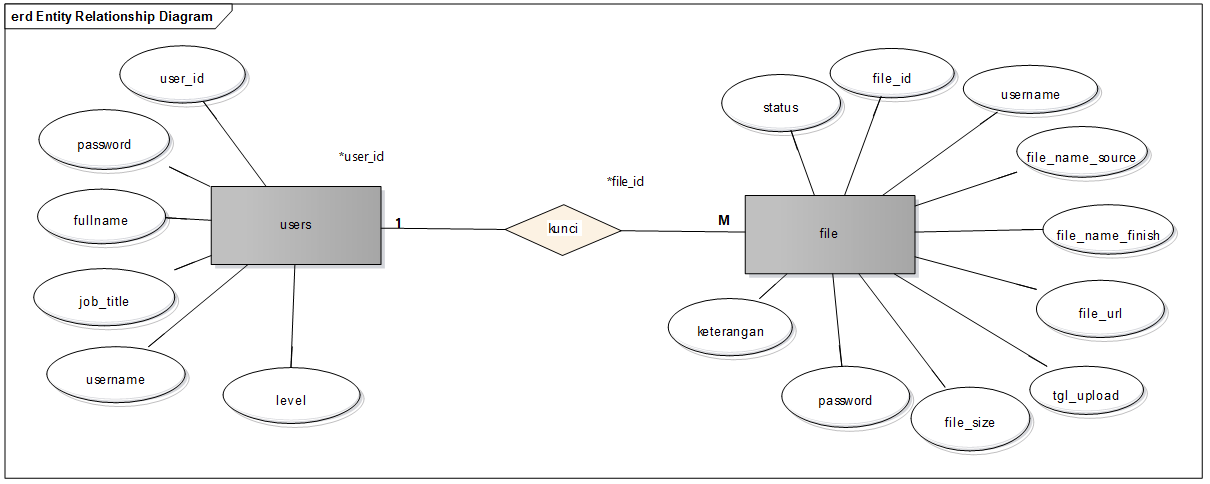 erd Entity Relationship Diagram
user_id
password
fullname
job_title
username
level
users
*user_id
1
kunci
*file_id
M
file
status
file_id
username
file_name_source
file_name_finish
file_url
tgl_upload
file_size
password
keterangan